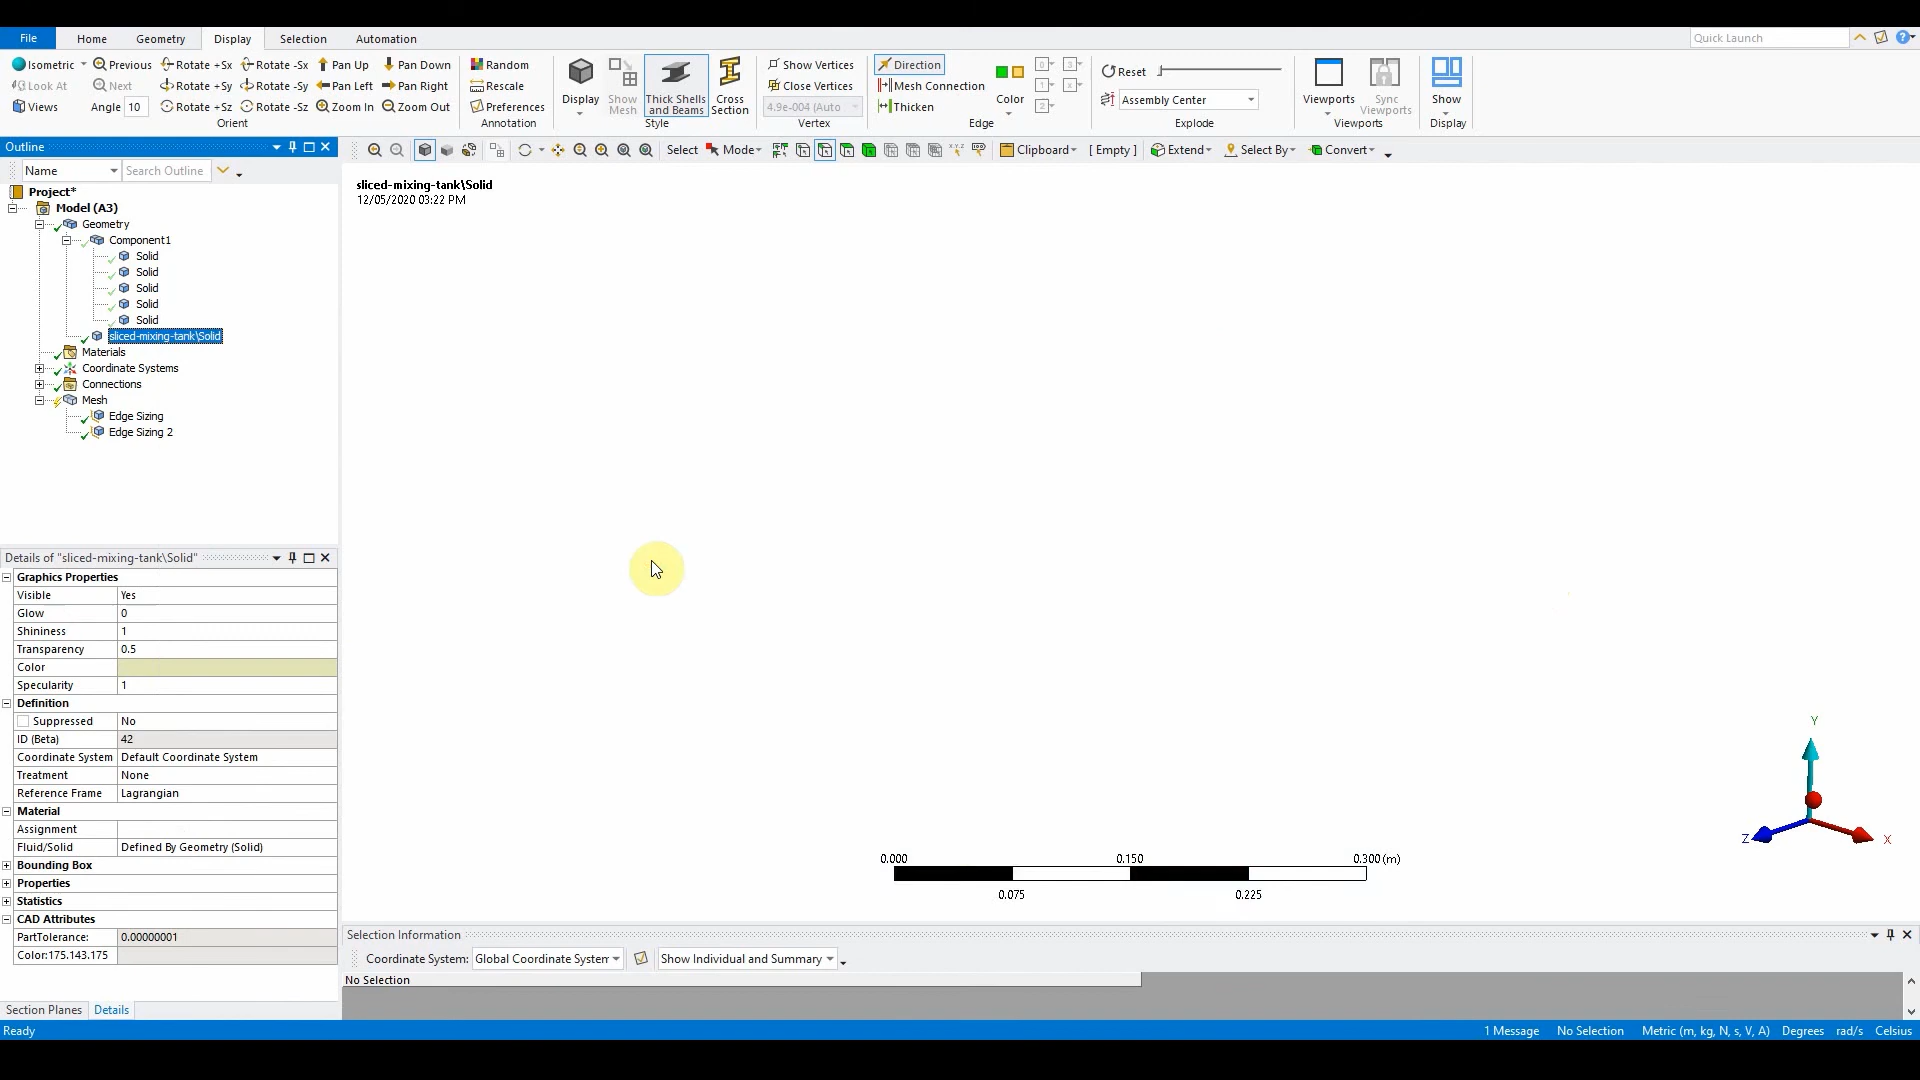 File Home Geometry Display Selection Automation Quick Launch
Isometric Previous Rotate +Sx Rotate -Sx Pan Up Pan Down Random Show Vertices Direction Reset
Look At Next Rotate +Sy Rotate -Sy Pan Left Pan Right Rescale Close Vertices Mesh Connection
Views Angle 10 Rotate +Sz Rotate -Sz Zoom In Zoom Out Preferences 4.9e-004 (Auto Thicken Assembly Center
Display Show Mesh Thick Shells and Beams Cross Section Color Viewports Sync Viewports Show
Orient Annotation Style Vertex Edge Explode Viewports Display
Outline
Name Search Outline
Select Mode Clipboard [ Empty ] Extend Select By Convert
Project*
Model (A3)
Geometry
Component1
Solid
Solid
Solid
Solid
Solid
sliced-mixing-tank\Solid
Materials
Coordinate Systems
Connections
Mesh
Edge Sizing
Edge Sizing 2
sliced-mixing-tank\Solid
12/05/2020 03:22 PM
Details of "sliced-mixing-tank\Solid"
Graphics Properties
Visible Yes
Glow 0
Shininess 1
Transparency 0.5
Color
Specularity 1
Definition
Suppressed No
ID (Beta) 42
Coordinate System Default Coordinate System
Treatment None
Reference Frame Lagrangian
Material
Assignment
Fluid/Solid Defined By Geometry (Solid)
Bounding Box
Properties
Statistics
CAD Attributes
PartTolerance: 0.00000001
Color:175.143.175
Section Planes Details
Y
Z X
0.000 0.150 0.300 (m)
0.075 0.225
Selection Information
Coordinate System: Global Coordinate System Show Individual and Summary
No Selection
Ready 1 Message No Selection Metric (m, kg, N, s, V, A) Degrees rad/s Celsius